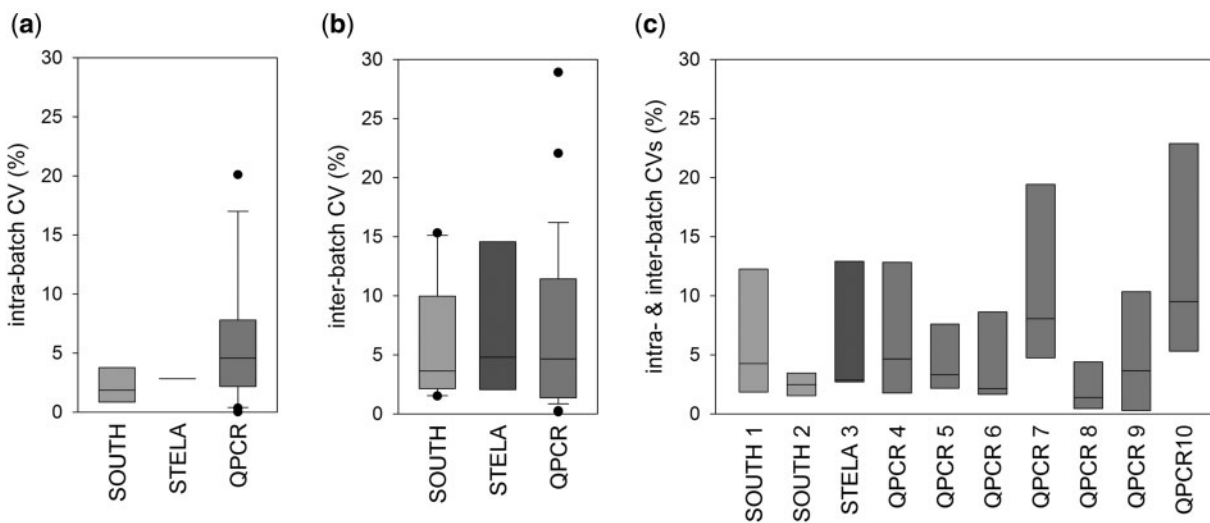 (a)
intra-batch CV (%)
30
25
20
15
10
5
0
SOUTH
STELA
QPCR
(b)
inter-batch CV (%)
30
25
20
15
10
5
0
SOUTH
STELA
QPCR
(c)
intra- & inter-batch CVs (%)
30
25
20
15
10
5
0
SOUTH 1
SOUTH 2
STELA 3
QPCR 4
QPCR 5
QPCR 6
QPCR 7
QPCR 8
QPCR 9
QPCR10